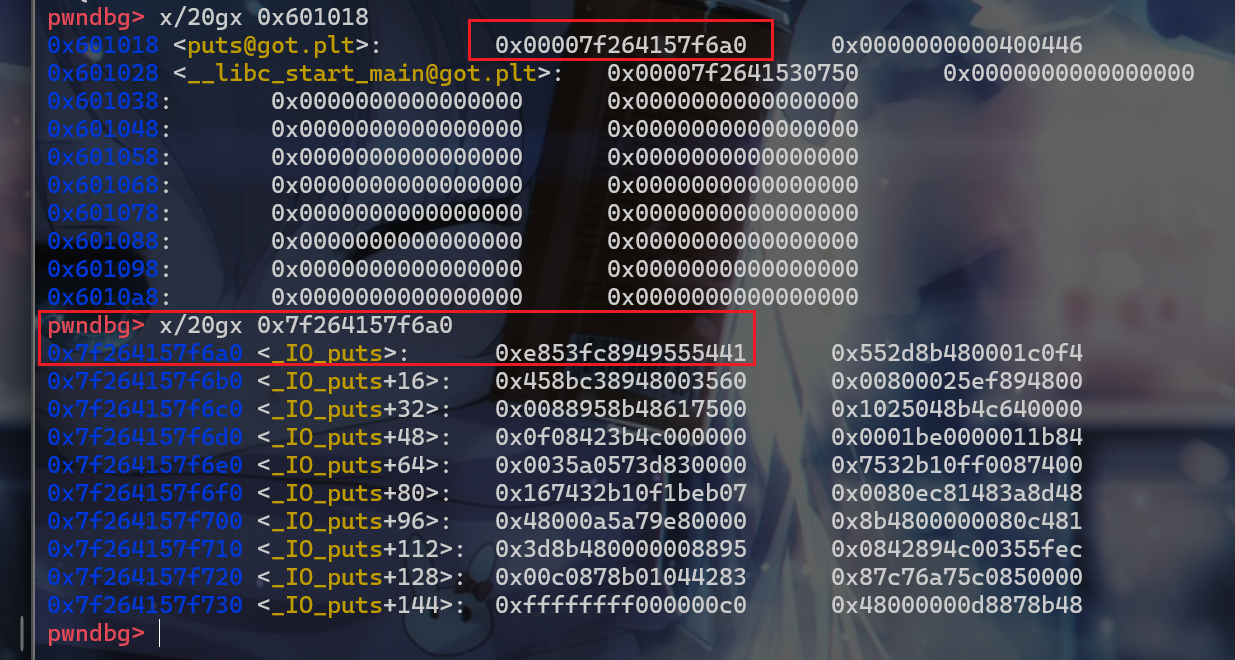 pwndbg> x/20gx 0x601018
0x601018 <puts@got.plt>: 0x00007f264157f6a0 0x0000000000400446
0x601028 <__libc_start_main@got.plt>: 0x00007f2641530750 0x0000000000000000
0x601038: 0x0000000000000000 0x0000000000000000
0x601048: 0x0000000000000000 0x0000000000000000
0x601058: 0x0000000000000000 0x0000000000000000
0x601068: 0x0000000000000000 0x0000000000000000
0x601078: 0x0000000000000000 0x0000000000000000
0x601088: 0x0000000000000000 0x0000000000000000
0x601098: 0x0000000000000000 0x0000000000000000
0x6010a8: 0x0000000000000000 0x0000000000000000
pwndbg> x/20gx 0x7f264157f6a0
0x7f264157f6a0 <_IO_puts>: 0xe853fc8949555441 0x552d8b480001c0f4
0x7f264157f6b0 <_IO_puts+16>: 0x458bc38948003560 0x00800025ef894800
0x7f264157f6c0 <_IO_puts+32>: 0x0088958b48617500 0x1025048b4c640000
0x7f264157f6d0 <_IO_puts+48>: 0x0f08423b4c000000 0x0001be0000011b84
0x7f264157f6e0 <_IO_puts+64>: 0x0035a0573d830000 0x7532b10ff0087400
0x7f264157f6f0 <_IO_puts+80>: 0x167432b10f1beb07 0x0080ec81483a8d48
0x7f264157f700 <_IO_puts+96>: 0x48000a5a79e80000 0x8b4800000080c481
0x7f264157f710 <_IO_puts+112>: 0x3d8b480000008895 0x0842894c00355fec
0x7f264157f720 <_IO_puts+128>: 0x00c0878b01044283 0x87c76a75c0850000
0x7f264157f730 <_IO_puts+144>: 0xffffffff000000c0 0x48000000d8878b48
pwndbg>